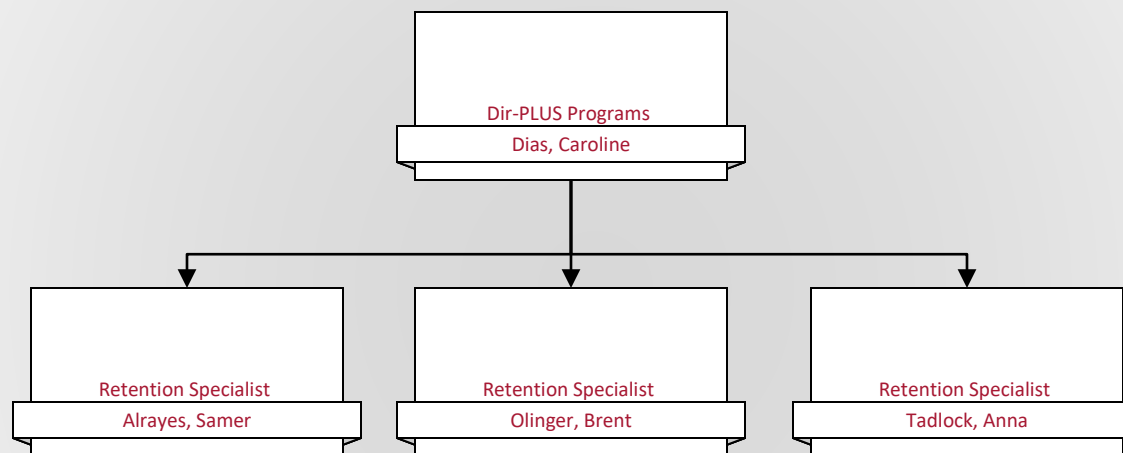 Dir-PLUS Programs
Dias, Caroline
Retention Specialist
Alrayes, Samer
Retention Specialist
Olinger, Brent
Retention Specialist
Tadlock, Anna